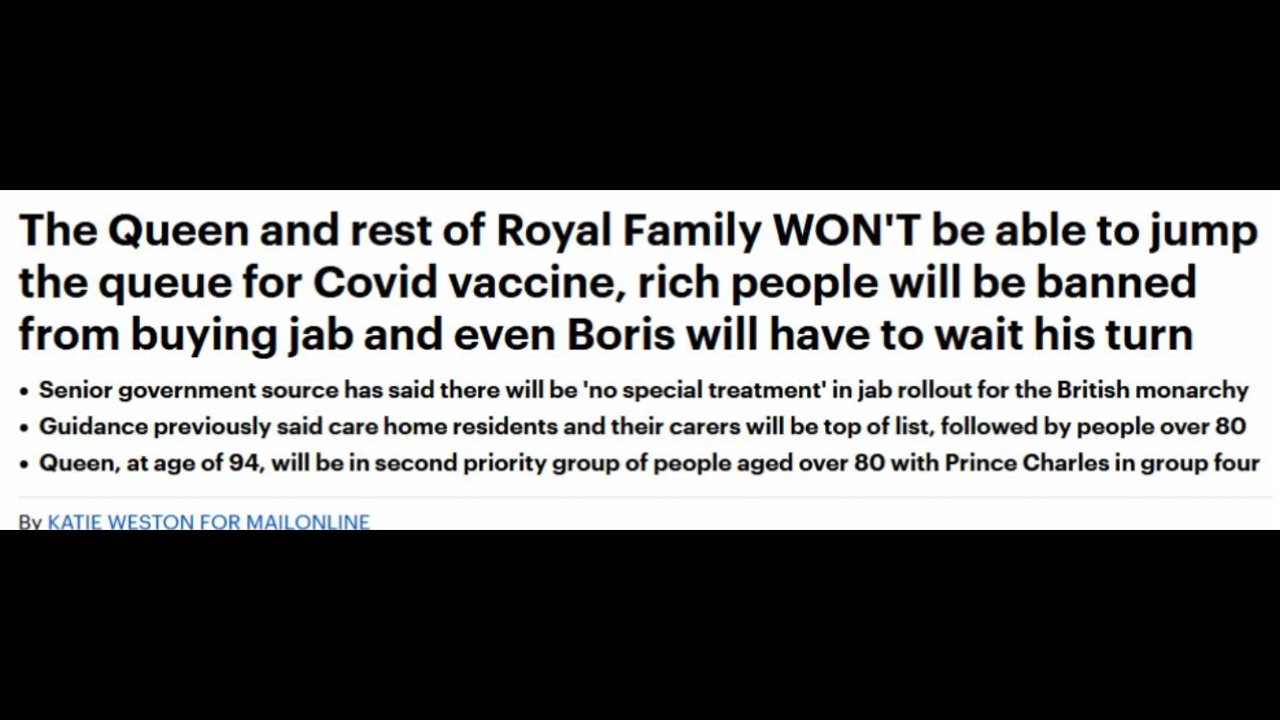 The Queen and rest of Royal Family WON'T be able to jump
the queue for Covid vaccine, rich people will be banned
from buying jab and even Boris will have to wait his turn
• Senior government source has said there will be 'no special treatment' in jab rollout for the British monarchy
• Guidance previously said care home residents and their carers will be top of list, followed by people over 80
• Queen, at age of 94, will be in second priority group of people aged over 80 with Prince Charles in group four
By KATIE WESTON FOR MAILONLINE